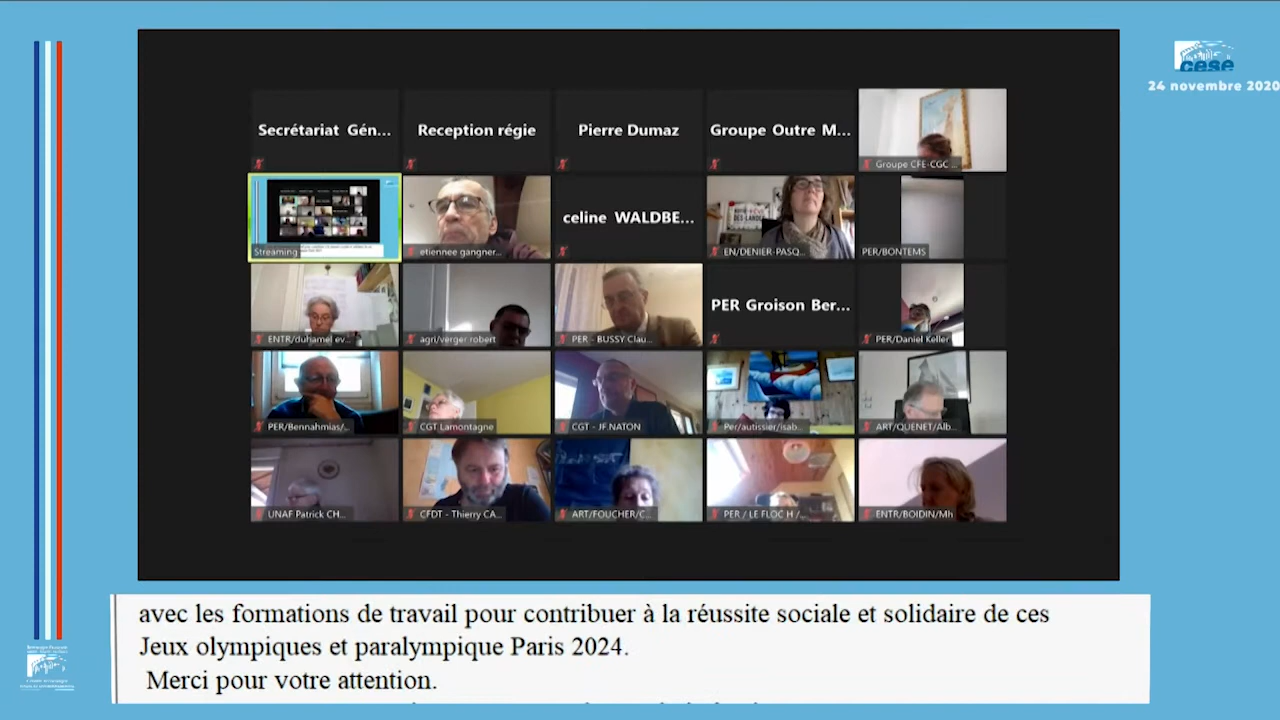 cese
24 novembre 2020
Secrétariat Gén...
Reception régie
Pierre Dumaz
Groupe Outre M...
Groupe CFE-CGC ...
Streaming
etiennee gangner...
celine WALDBE...
EN/DENIER-PASQ...
PER/BONTEMS
ENTR/duhamel ev...
agri/verger robert
PER - BUSSY Clau...
PER Groison Ber...
PER/Daniel Keller
PER/Bennahmias/...
CGT Lamontagne
CGT - JF.NATON
Per/autissier/isab...
ART/QUENET/Alb...
UNAF Patrick CH...
CFDT - Thierry CA...
ART/FOUCHER/C...
PER / LE FLOC H /...
ENTR/BOIDIN/Mh
avec les formations de travail pour contribuer à la réussite sociale et solidaire de ces
Jeux olympiques et paralympique Paris 2024.
Merci pour votre attention.